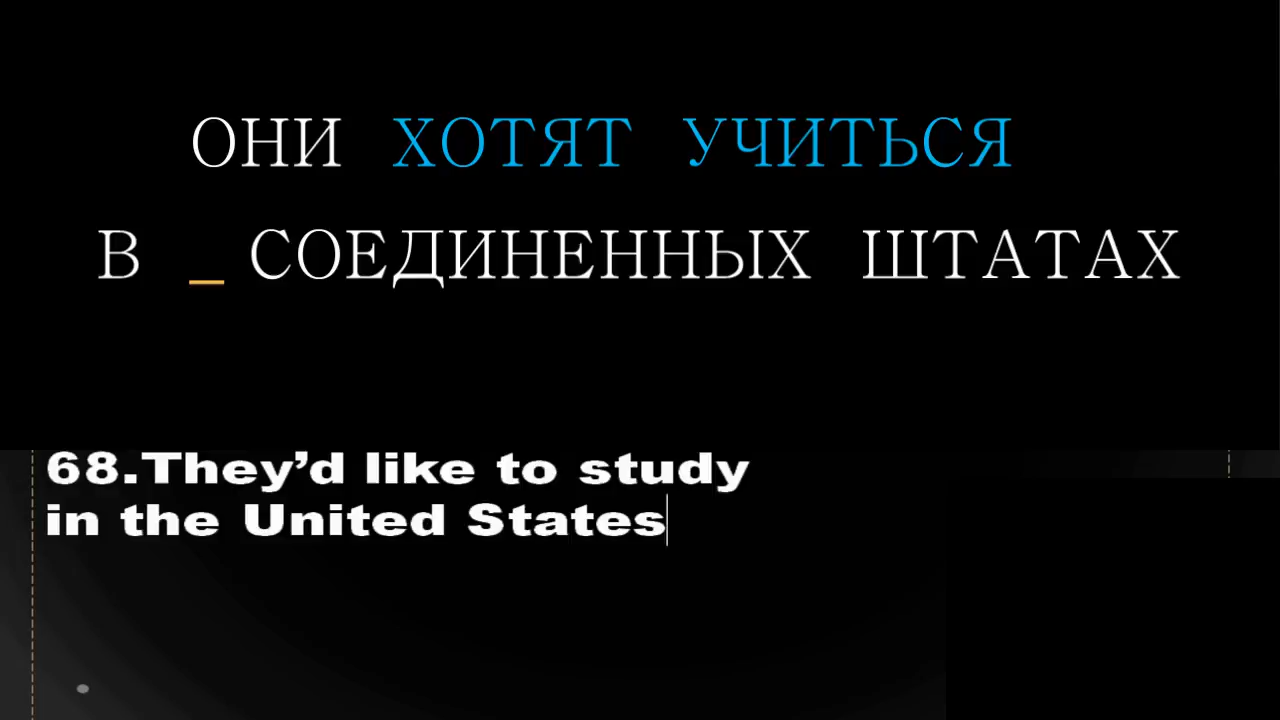 ОНИ ХОТЯТ УЧИТЬСЯ
В _ СОЕДИНЕННЫХ ШТАТАХ
68.They’d like to study
in the United States